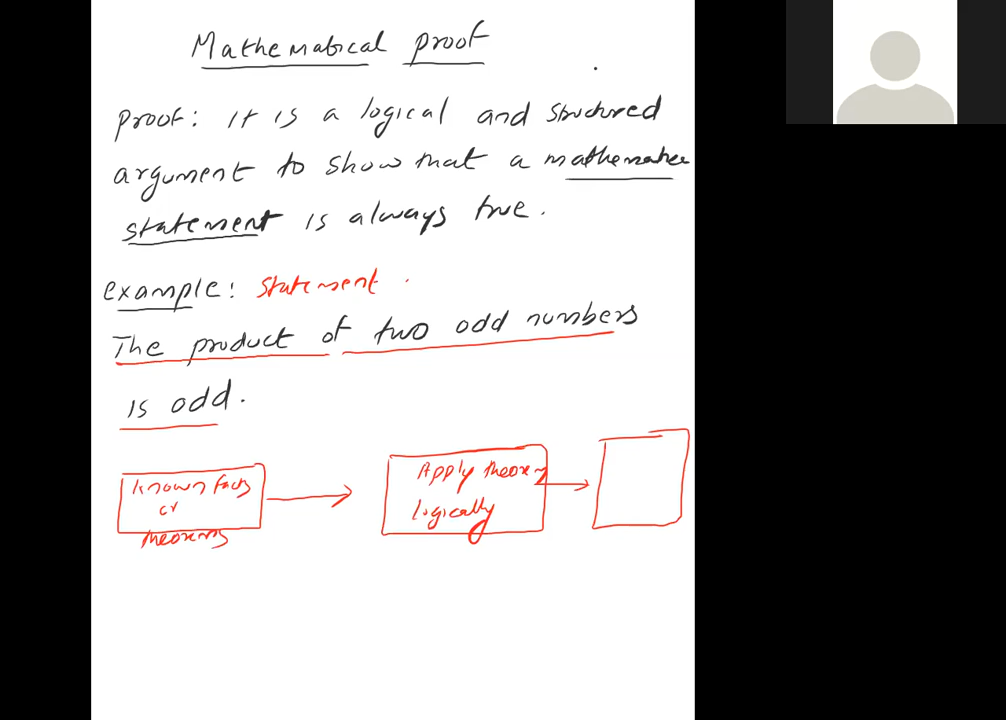 Mathematical proof
proof: it is a logical and structured
argument to show that a mathematic
statement is always true.
example: statement
The product of two odd numbers
is odd.
known facts
or
theorems
Apply theorem
logically